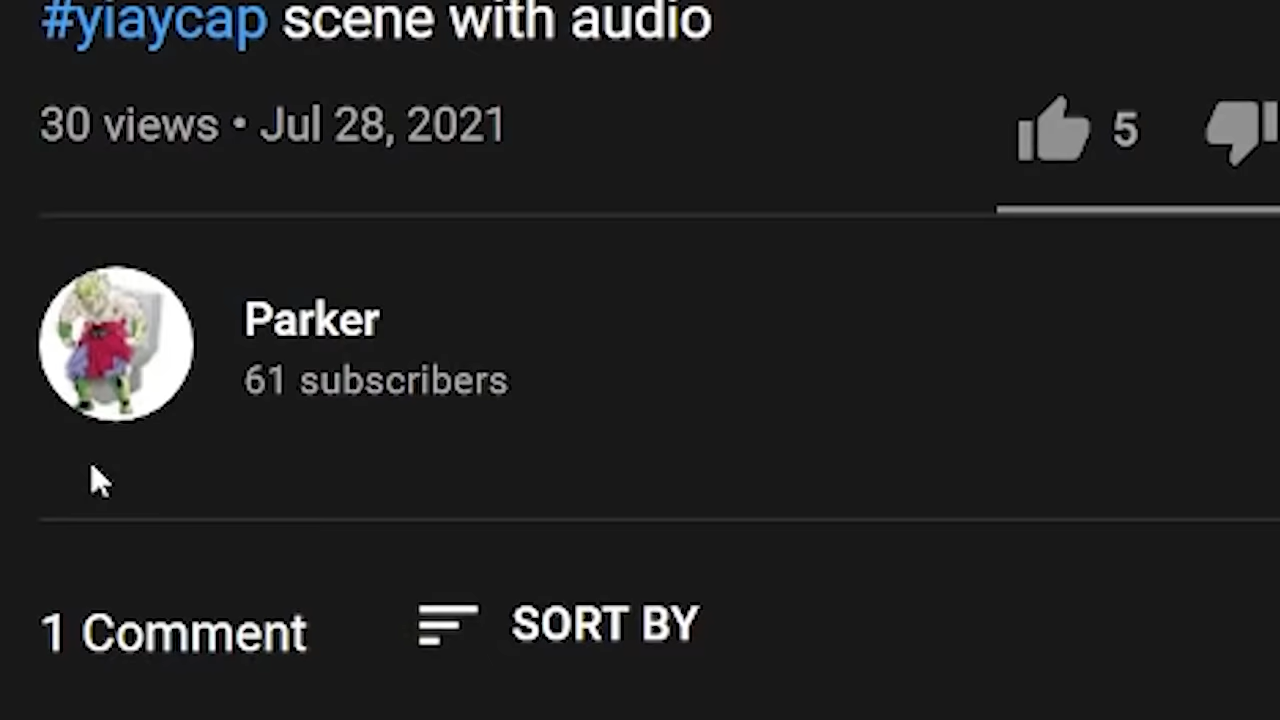 #yiaycap scene with audio
30 views • Jul 28, 2021
5
Parker
61 subscribers
1 Comment
SORT BY